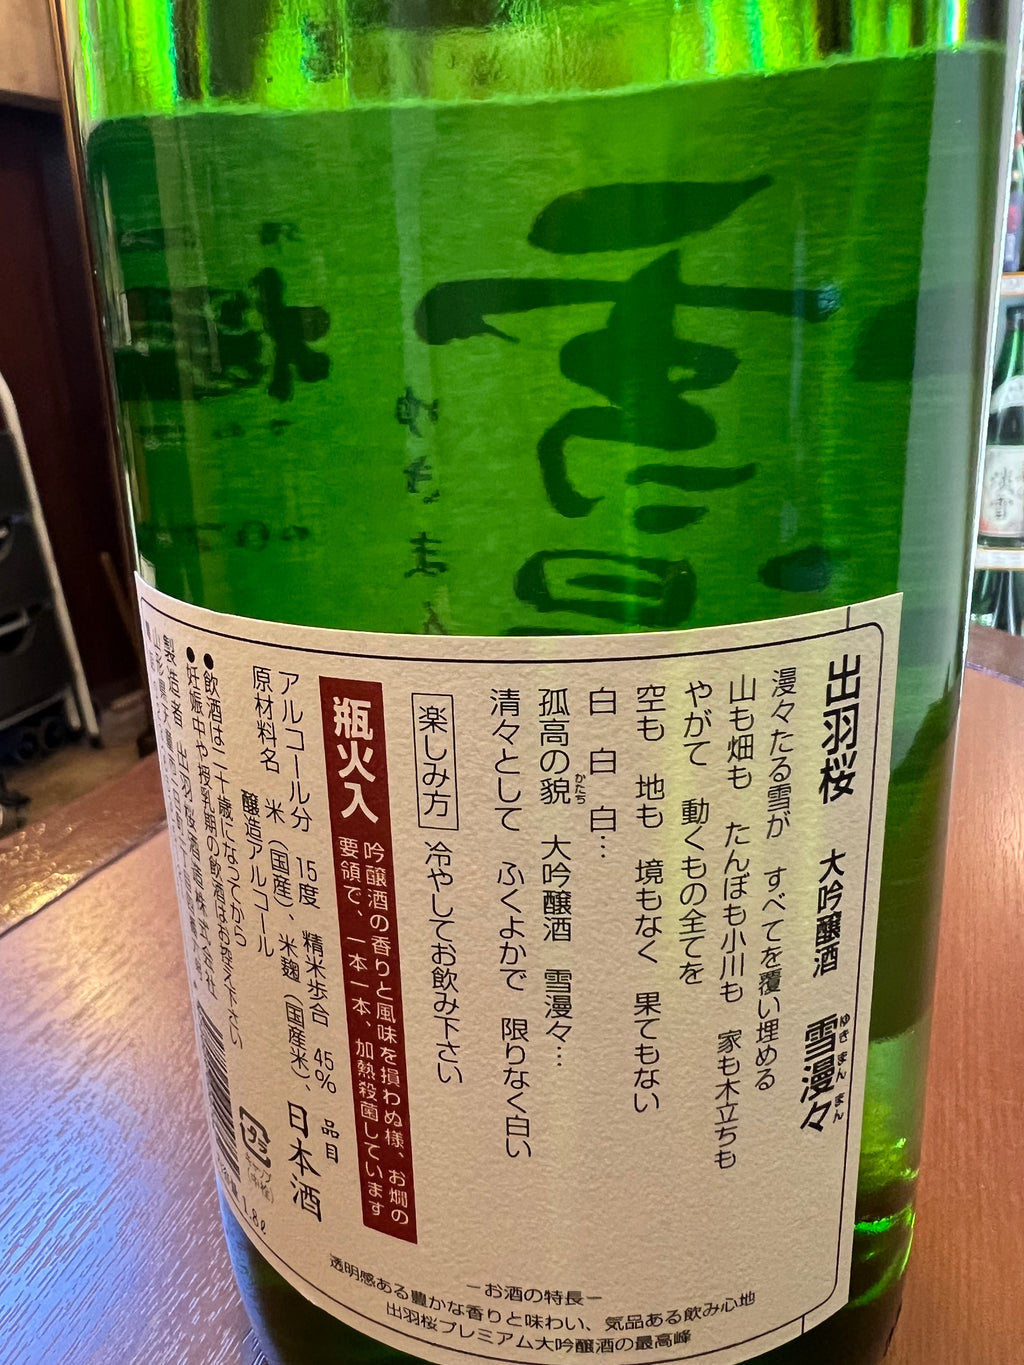 出羽桜 大吟醸酒 雪漫々
ゆきまんまん
漫々たる雪が すべてを覆い埋める
山も畑も たんぼも小川も 家も木立ちも
やがて 動くもの全てを
空も 地も 境もなく 果てもない
白 白 白…
孤高の貌 大吟醸酒 雪漫々…
かたち
清々として ふくよかで 限りなく白い
楽しみ方 冷やしてお飲み下さい
瓶火入
吟醸酒の香りと風味を損わぬ様、お燗の
要領で、一本一本、加熱殺菌しています
アルコール分 15度 精米歩合 45% 品目
原材料名 米(国産)、米麹(国産米)、日本酒
醸造アルコール
●飲酒は二十歳になってから
●妊娠中や授乳期の飲酒はお控え下さい
製造者 出羽桜酒造株式会社
山形県天童市
1.8ℓ
ー お酒の特長 ー
透明感ある豊かな香りと味わい、気品ある飲み心地
出羽桜プレミアム大吟醸酒の最高峰
雪
ゆきま